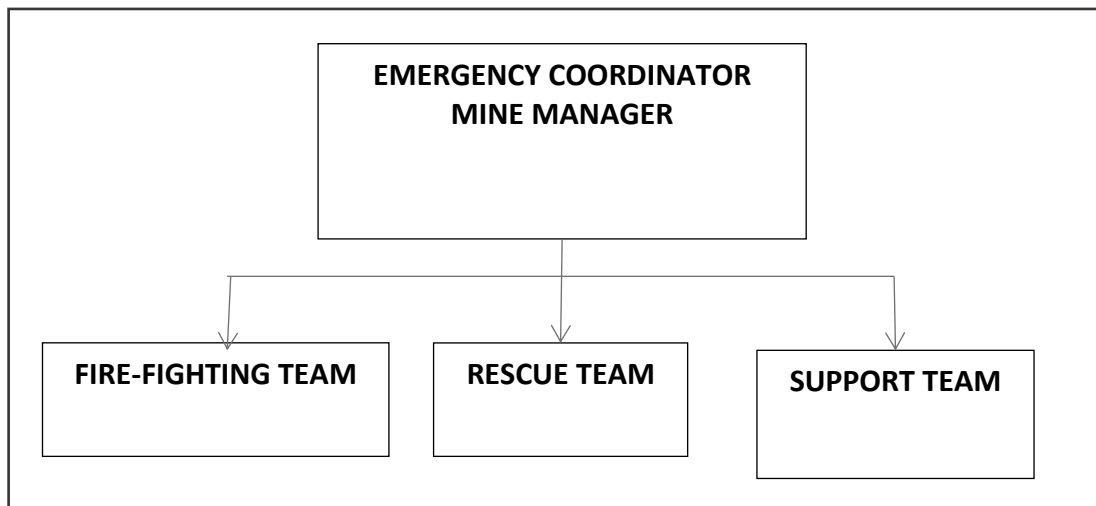 EMERGENCY COORDINATOR
MINE MANAGER
FIRE-FIGHTING TEAM
RESCUE TEAM
SUPPORT TEAM